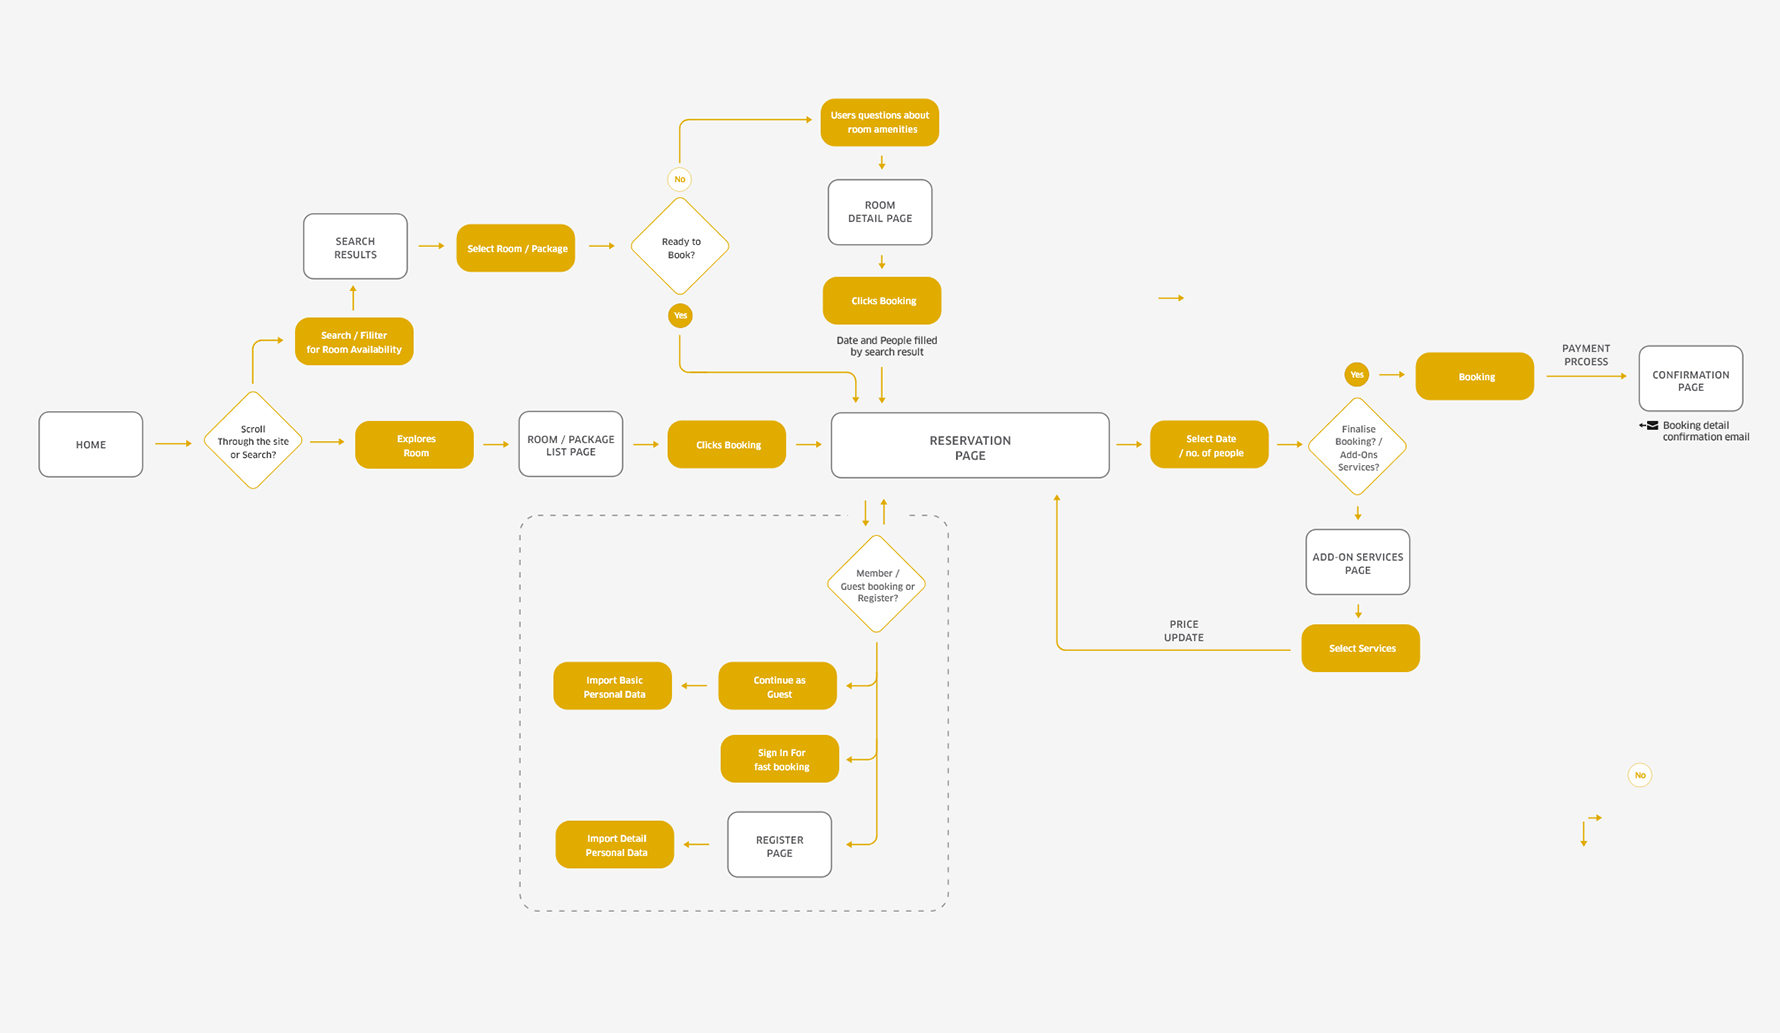 Users questions about
room amenities
No
ROOM
DETAIL PAGE
SEARCH
RESULTS
Select Room / Package
Ready to
Book?
Clicks Booking
Yes
Search / Filiter
for Room Availability
Date and People filled
by search result
PAYMENT
PRCOESS
Yes
Booking
CONFIRMATION
PAGE
Booking detail
confirmation email
HOME
Scroll
Through the site
or Search?
Explores
Room
ROOM / PACKAGE
LIST PAGE
Clicks Booking
RESERVATION
PAGE
Select Date
/ no. of people
Finalise
Booking? /
Add-Ons
Services?
ADD-ON SERVICES
PAGE
Member /
Guest booking or
Register?
PRICE
UPDATE
Select Services
Import Basic
Personal Data
Continue as
Guest
Sign In For
fast booking
No
Import Detail
Personal Data
REGISTER
PAGE